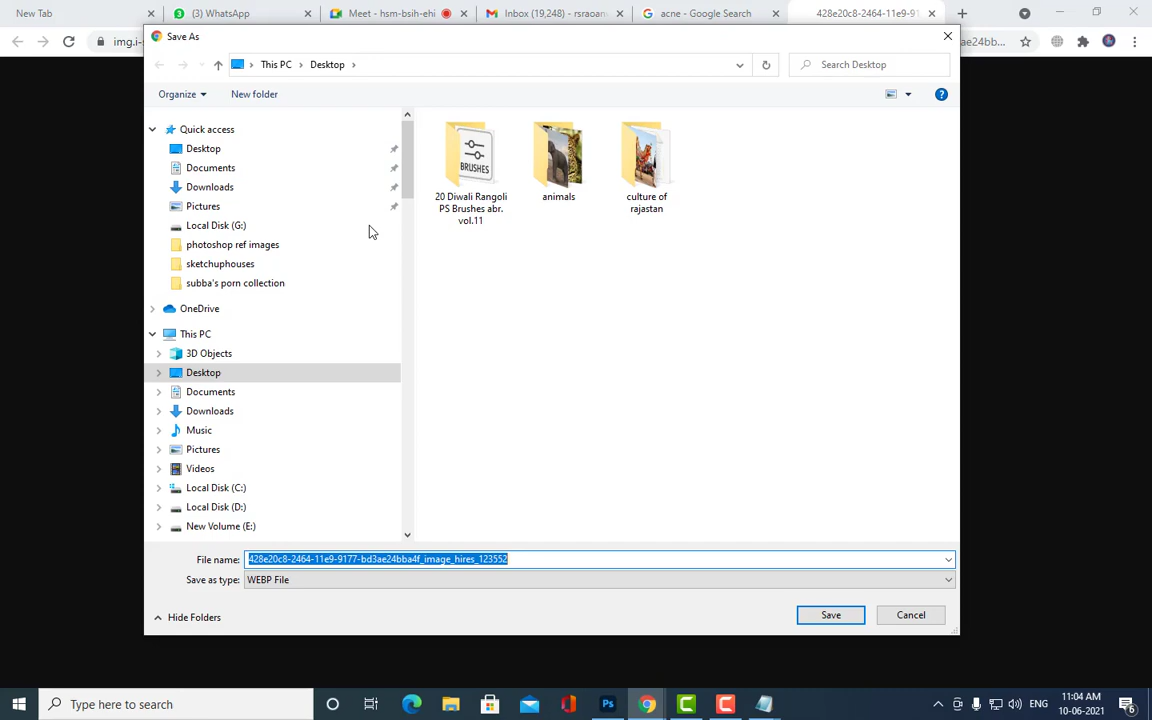 New Tab
(3) WhatsApp
Meet - hsm-bsih-ehi
Inbox (19,248) - rsraoan
acne - Google Search
428e20c8-2464-11e9-91
img.i-s
ae24bb...
Save As
This PC
Desktop
Search Desktop
Organize
New folder
Quick access
Desktop
Documents
Downloads
Pictures
Local Disk (G:)
photoshop ref images
sketchuphouses
subba's porn collection
OneDrive
This PC
3D Objects
Desktop
Documents
Downloads
Music
Pictures
Videos
Local Disk (C:)
Local Disk (D:)
New Volume (E:)
BRUSHES
20 Diwali Rangoli
PS Brushes abr.
vol.11
animals
culture of
rajastan
File name: 428e20c8-2464-11e9-9177-bd3ae24bba4f_image_hires_123552
Save as type: WEBP File
Hide Folders
Save
Cancel
Type here to search
Ps
ENG
11:04 AM
10-06-2021
6